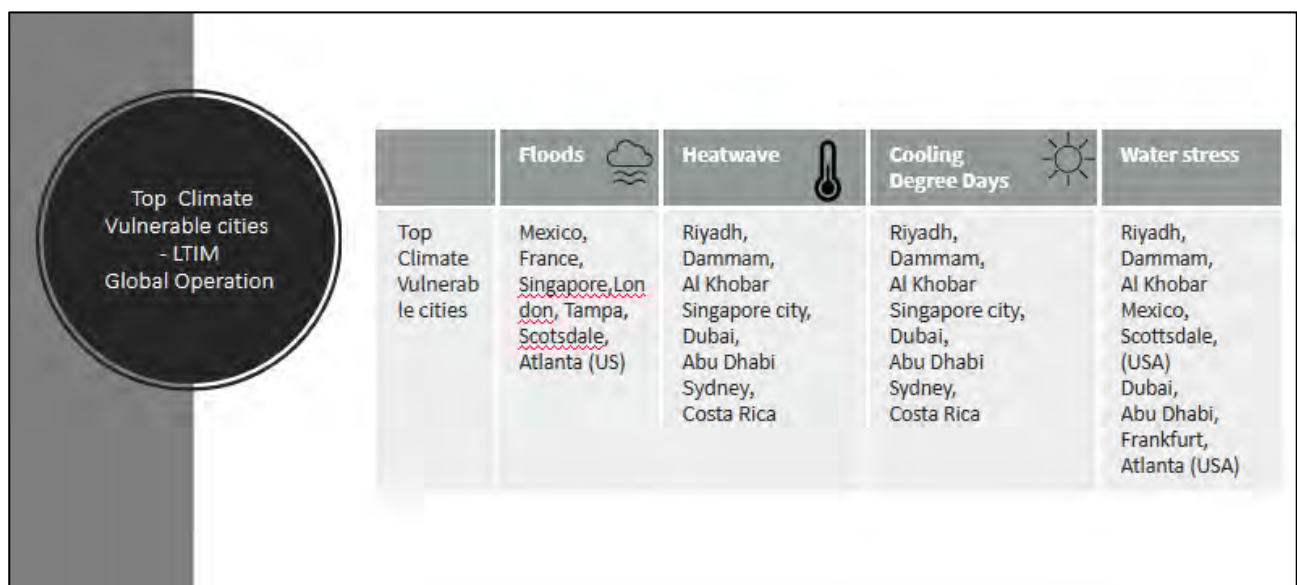 Top Climate
Vulnerable cities
- LTIM
Global Operation
Floods
Heatwave
Cooling
Degree Days
Water stress
Top
Climate
Vulnerab
le cities
Mexico,
France,
Singapore,Lon
don, Tampa,
Scotsdale,
Atlanta (US)
Riyadh,
Dammam,
Al Khobar
Singapore city,
Dubai,
Abu Dhabi
Sydney,
Costa Rica
Riyadh,
Dammam,
Al Khobar
Singapore city,
Dubai,
Abu Dhabi
Sydney,
Costa Rica
Riyadh,
Dammam,
Al Khobar
Mexico,
Scottsdale,
(USA)
Dubai,
Abu Dhabi,
Frankfurt,
Atlanta (USA)